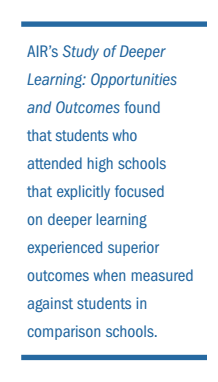 AIR's Study of Deeper
Learning: Opportunities
and Outcomes found
that students who
attended high schools
that explicitly focused
on deeper learning
experienced superior
outcomes when measured
against students in
comparison schools.